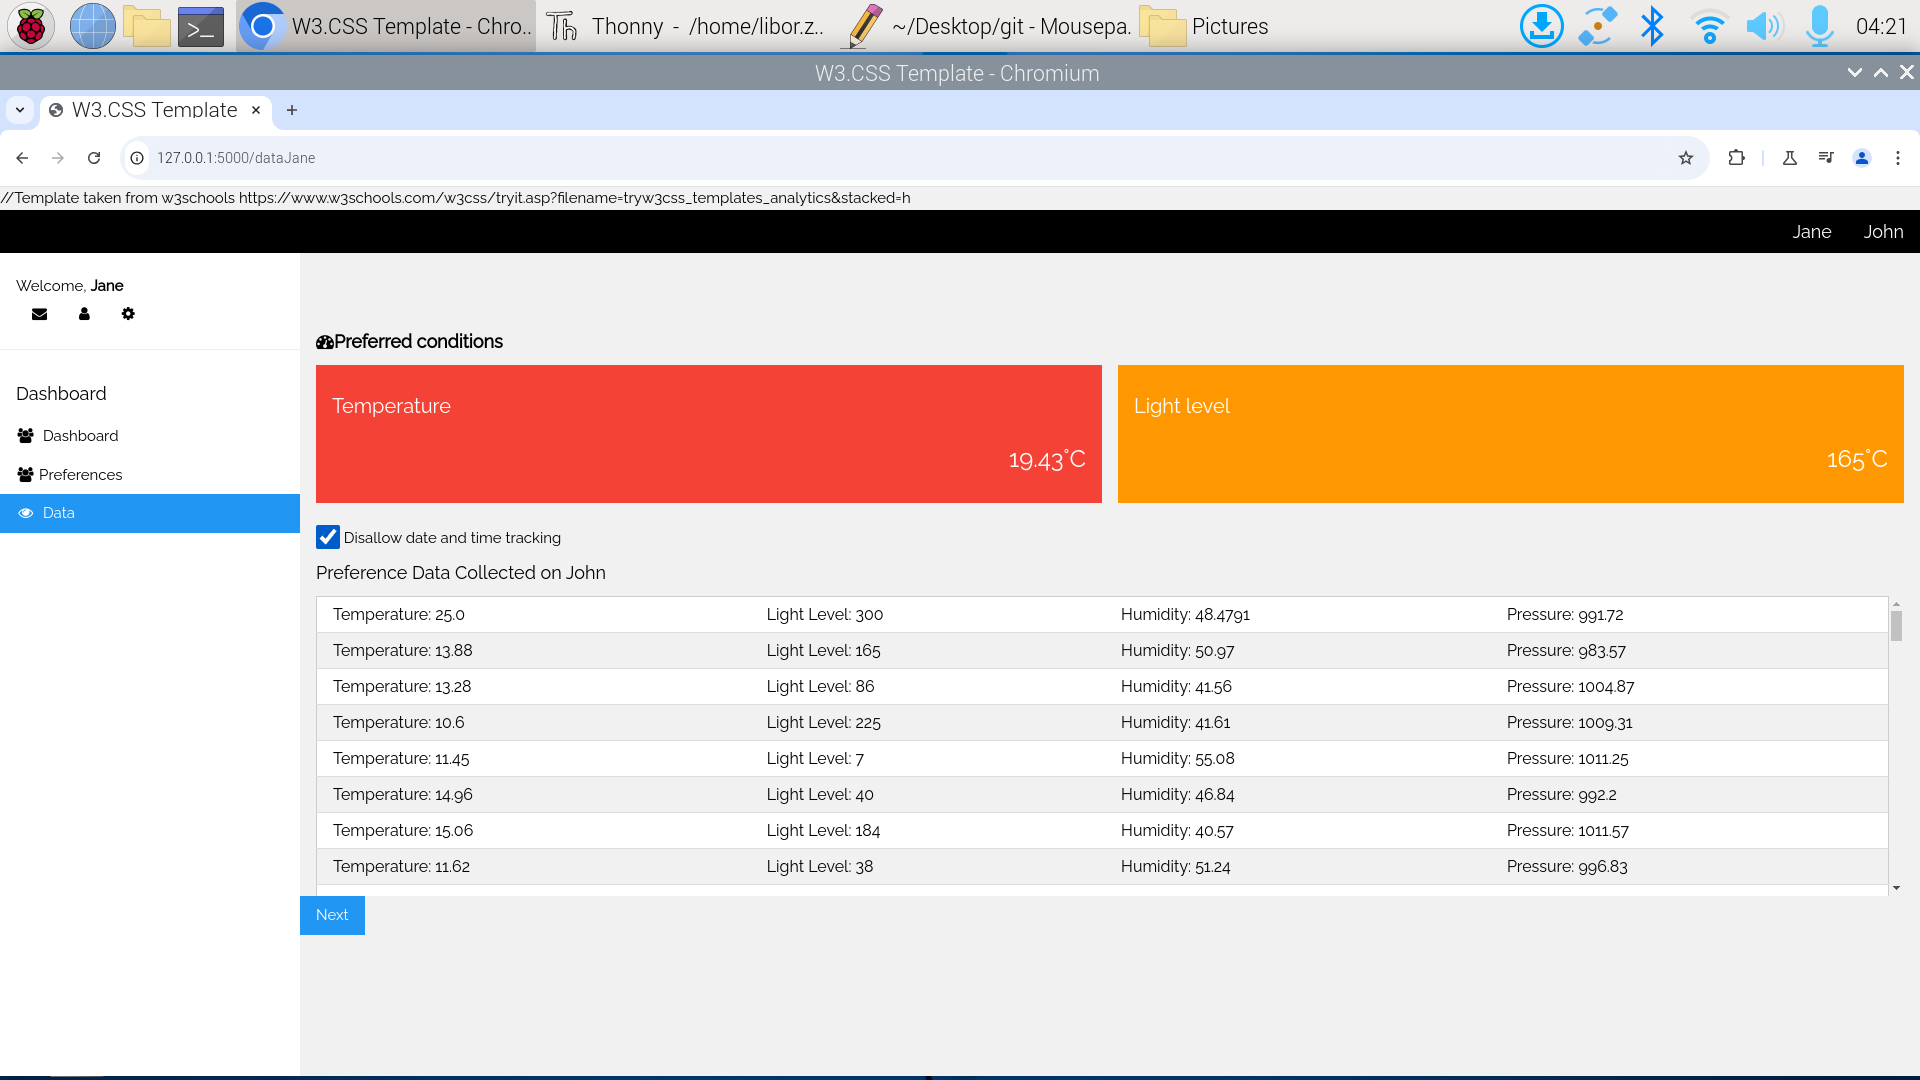 W3.CSS Template - Chro..
Thonny - /home/libor.z..
~/Desktop/git - Mousepa.
Pictures
04:21
W3.CSS Template - Chromium
W3.CSS Template
127.0.0.1:5000/dataJane
//Template taken from w3schools https://www.w3schools.com/w3css/tryit.asp?filename=tryw3css_templates_analytics&stacked=h
Jane John
Welcome, Jane
Dashboard
Dashboard
Preferences
Data
Preferred conditions
Temperature
19.43°C
Light level
165°C
Disallow date and time tracking
Preference Data Collected on John
Temperature: 25.0 Light Level: 300 Humidity: 48.4791 Pressure: 991.72
Temperature: 13.88 Light Level: 165 Humidity: 50.97 Pressure: 983.57
Temperature: 13.28 Light Level: 86 Humidity: 41.56 Pressure: 1004.87
Temperature: 10.6 Light Level: 225 Humidity: 41.61 Pressure: 1009.31
Temperature: 11.45 Light Level: 7 Humidity: 55.08 Pressure: 1011.25
Temperature: 14.96 Light Level: 40 Humidity: 46.84 Pressure: 992.2
Temperature: 15.06 Light Level: 184 Humidity: 40.57 Pressure: 1011.57
Temperature: 11.62 Light Level: 38 Humidity: 51.24 Pressure: 996.83
Next